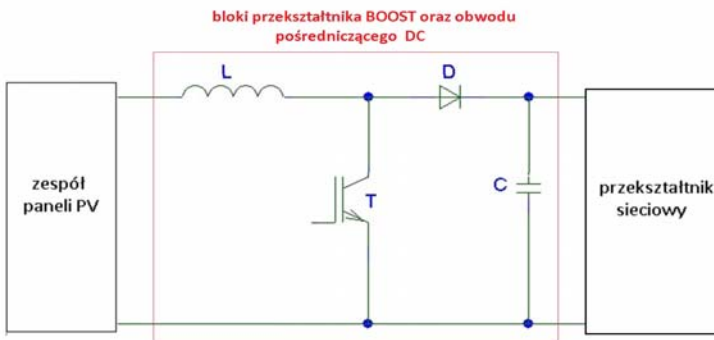 bloki przekształtnika BOOST oraz obwodu
pośredniczącego DC
L
D
zespół
paneli PV
T
C
przekształtnik
sieciowy